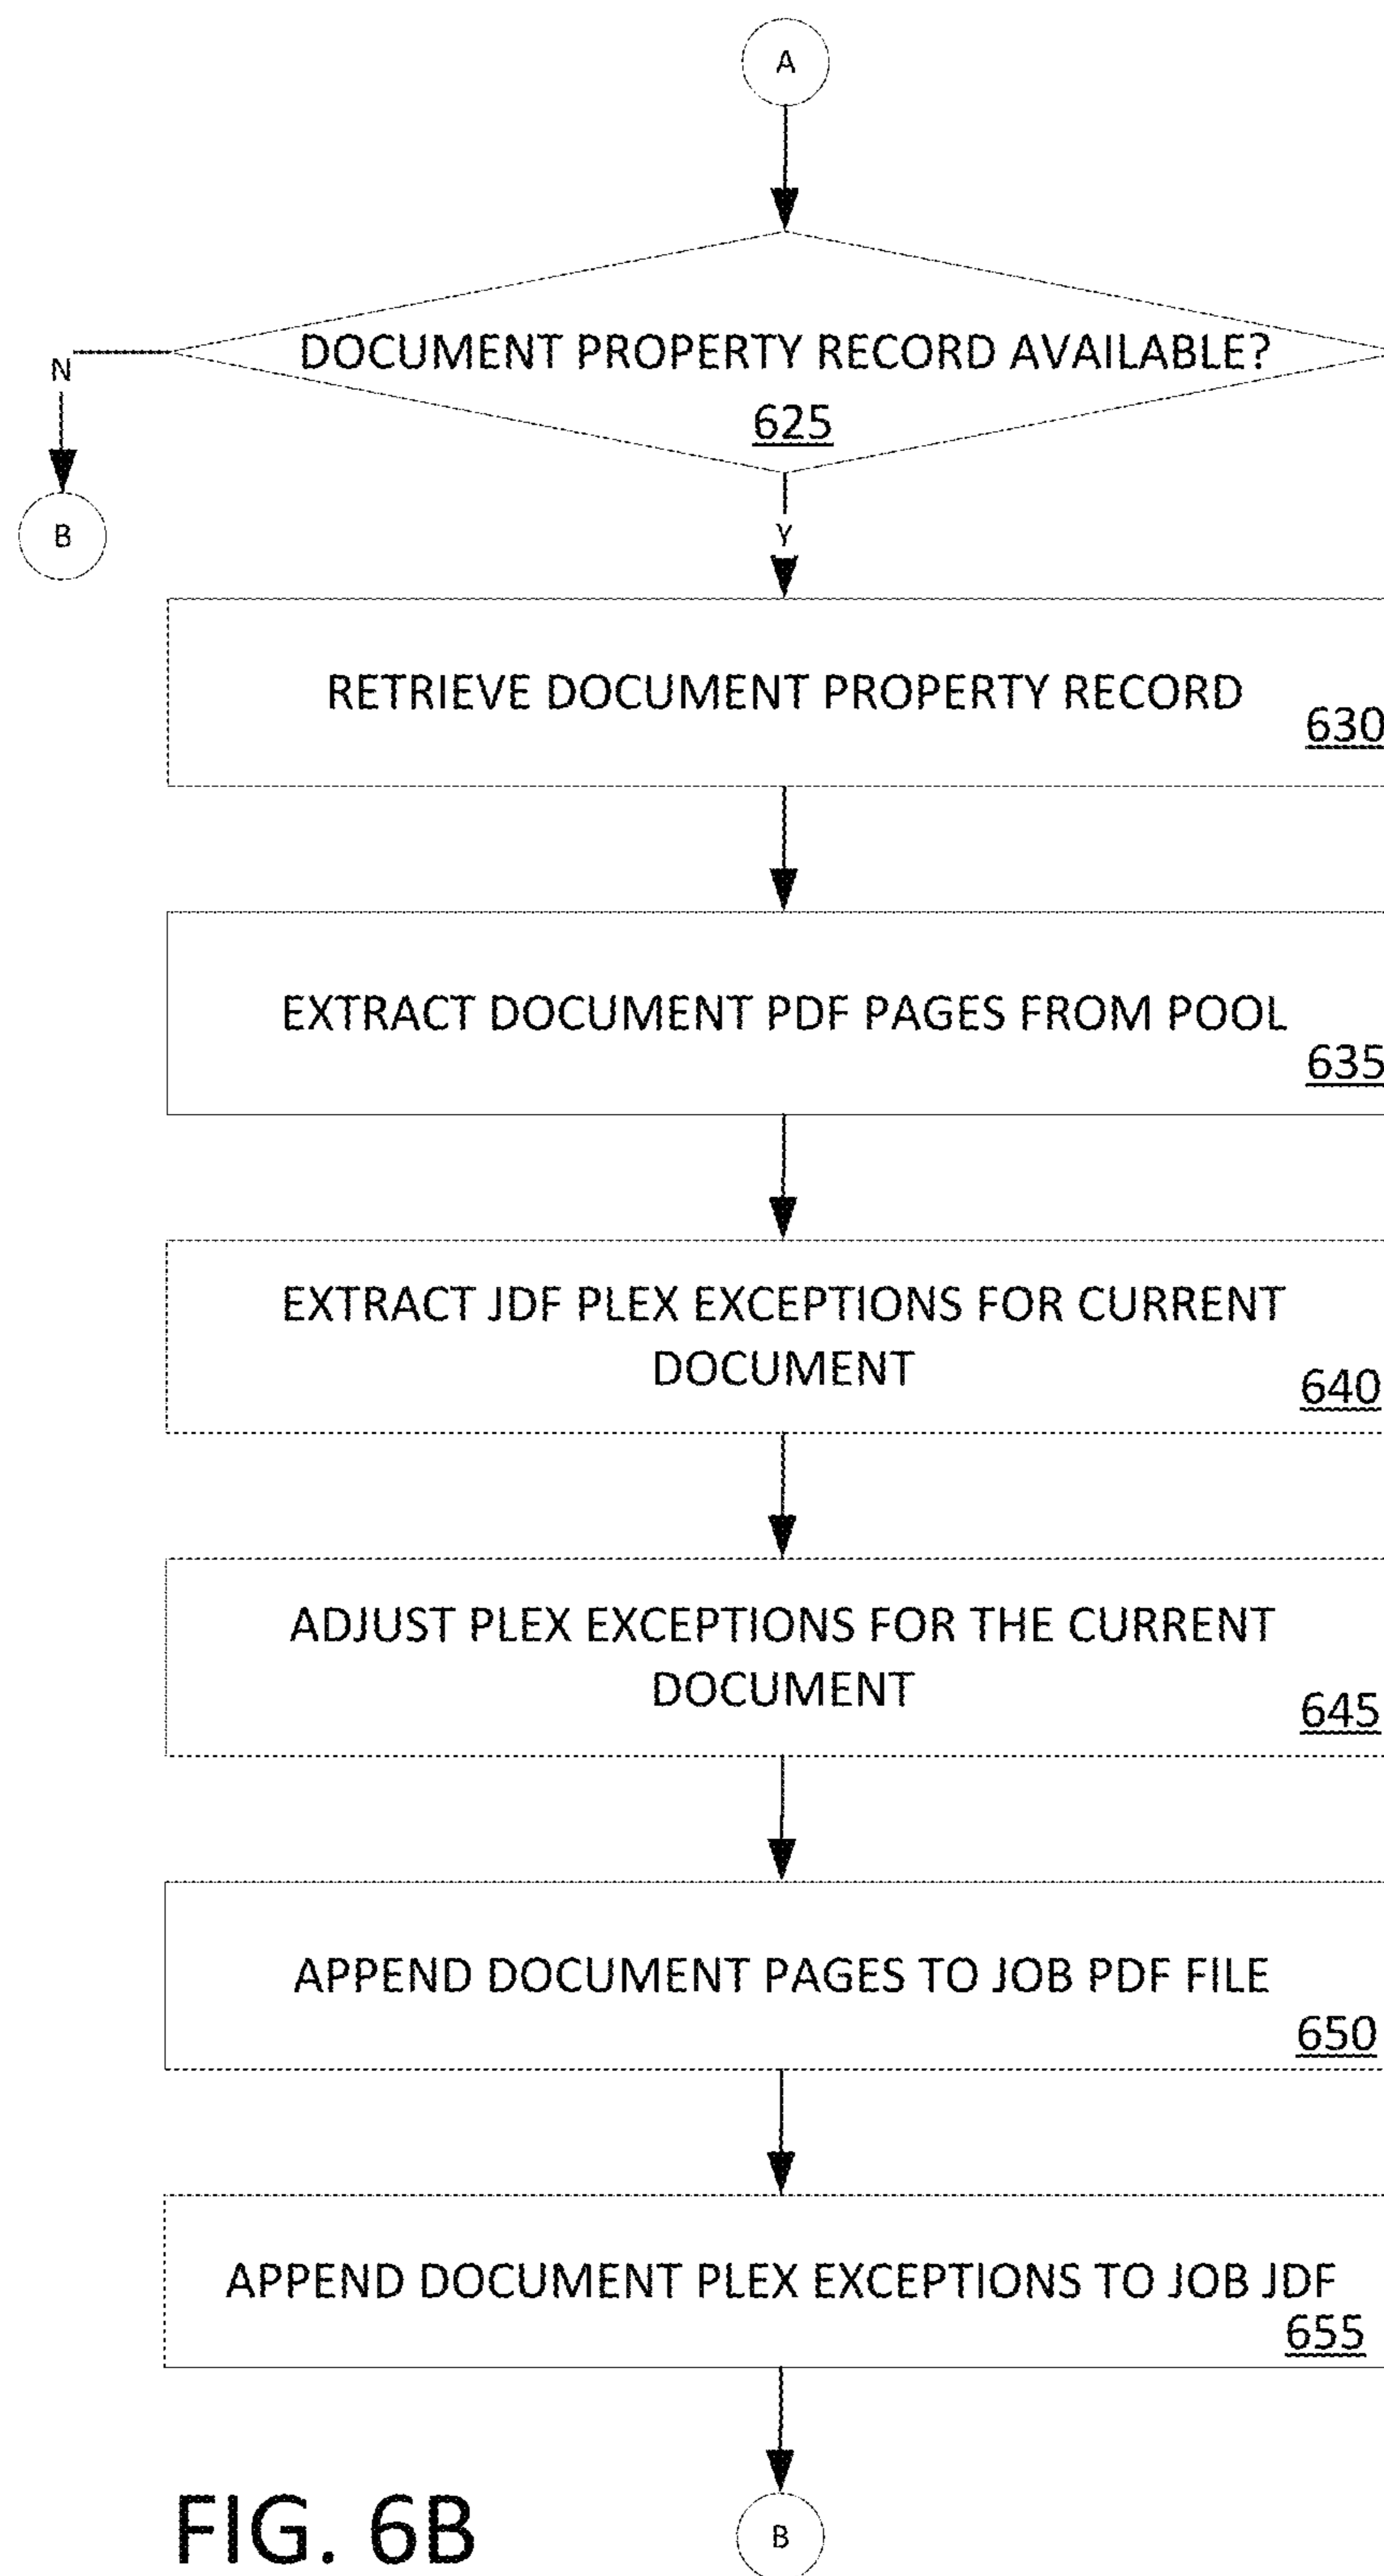 A
DOCUMENT PROPERTY RECORD AVAILABLE?
625
N
B
Y
RETRIEVE DOCUMENT PROPERTY RECORD
630
EXTRACT DOCUMENT PDF PAGES FROM POOL
635
EXTRACT JDF PLEX EXCEPTIONS FOR CURRENT
DOCUMENT
640
ADJUST PLEX EXCEPTIONS FOR THE CURRENT
DOCUMENT
645
APPEND DOCUMENT PAGES TO JOB PDF FILE
650
APPEND DOCUMENT PLEX EXCEPTIONS TO JOB JDF
655
FIG. 6B
B